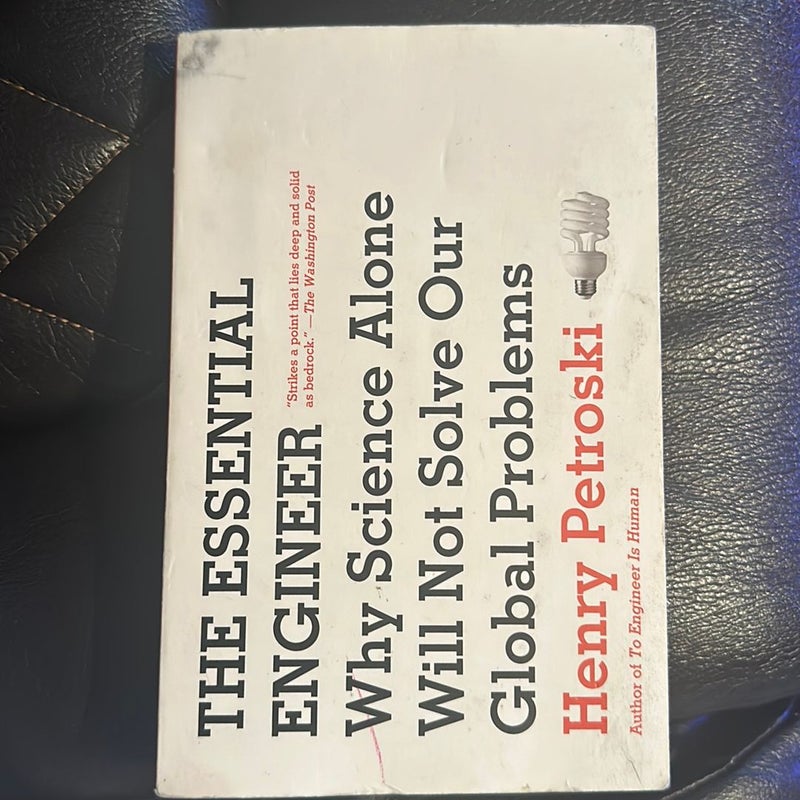 THE ESSENTIAL
ENGINEER
"Strikes a point that lies deep and solid
as bedrock." —The Washington Post
Why Science Alone
Will Not Solve Our
Global Problems
Henry Petroski
Author of To Engineer Is Human